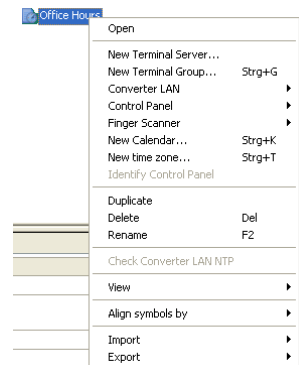 Office Hours
Open
New Terminal Server...
New Terminal Group... Strg+G
Converter LAN
Control Panel
Finger Scanner
New Calendar... Strg+K
New time zone... Strg+T
Identify Control Panel
Duplicate
Delete Del
Rename F2
Check Converter LAN NTP
View
Align symbols by
Import
Export